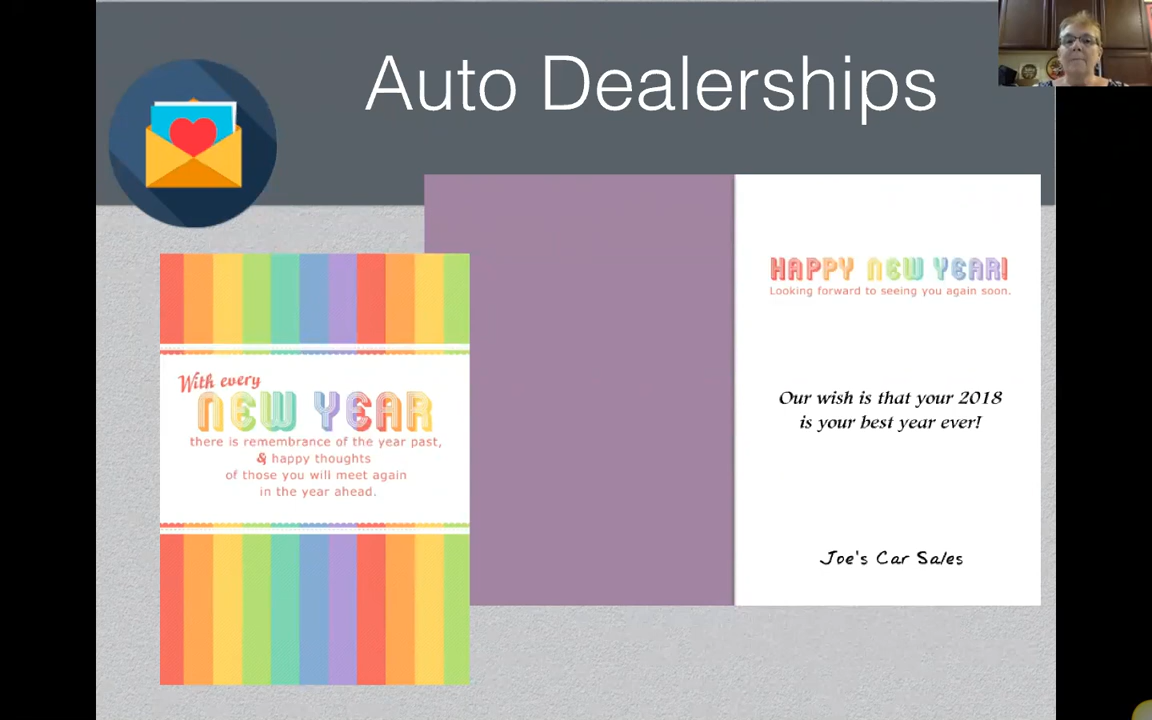 Auto Dealerships
With every
NEW YEAR
there is remembrance of the year past,
& happy thoughts
of those you will meet again
in the year ahead.
HAPPY NEW YEAR!
Looking forward to seeing you again soon.
Our wish is that your 2018
is your best year ever!
Joe's Car Sales